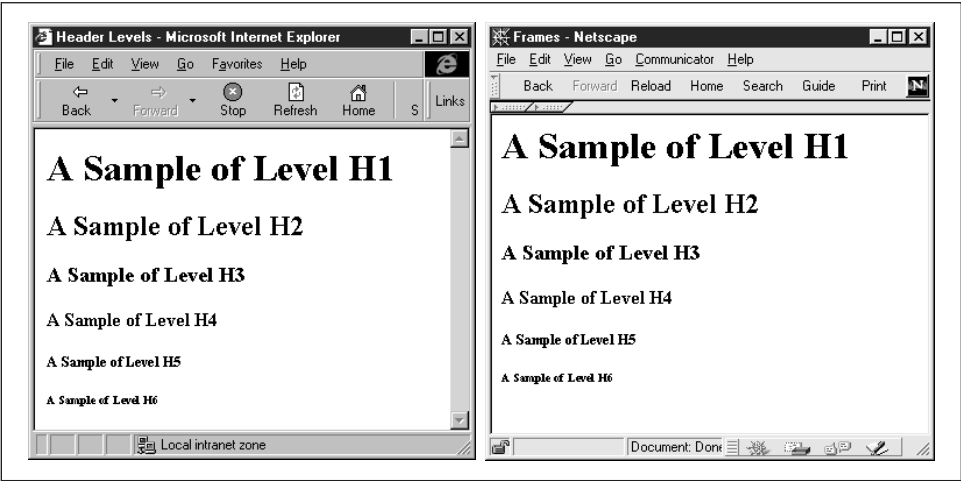 Header Levels - Microsoft Internet Explorer
File Edit View Go Favorites Help
Back Forward Stop Refresh Home S Links
A Sample of Level H1
A Sample of Level H2
A Sample of Level H3
A Sample of Level H4
A Sample of Level H5
A Sample of Level H6
Local intranet zone
Frames - Netscape
File Edit View Go Communicator Help
Back Forward Reload Home Search Guide Print N
A Sample of Level H1
A Sample of Level H2
A Sample of Level H3
A Sample of Level H4
A Sample of Level H5
A Sample of Level H6
Document: Done